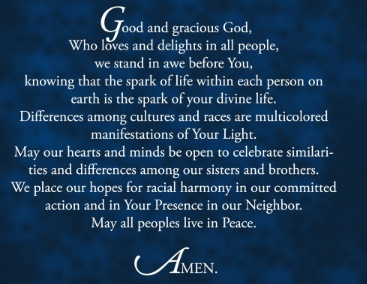 Good and gracious God,
Who loves and delights in all people,
we stand in awe before You,
knowing that the spark of life within each person on
earth is the spark of your divine life.
Differences among cultures and races are multicolored
manifestations of Your Light.
May our hearts and minds be open to celebrate similari-
ties and differences among our sisters and brothers.
We place our hopes for racial harmony in our committed
action and in Your Presence in our Neighbor.
May all peoples live in Peace.
AMEN.